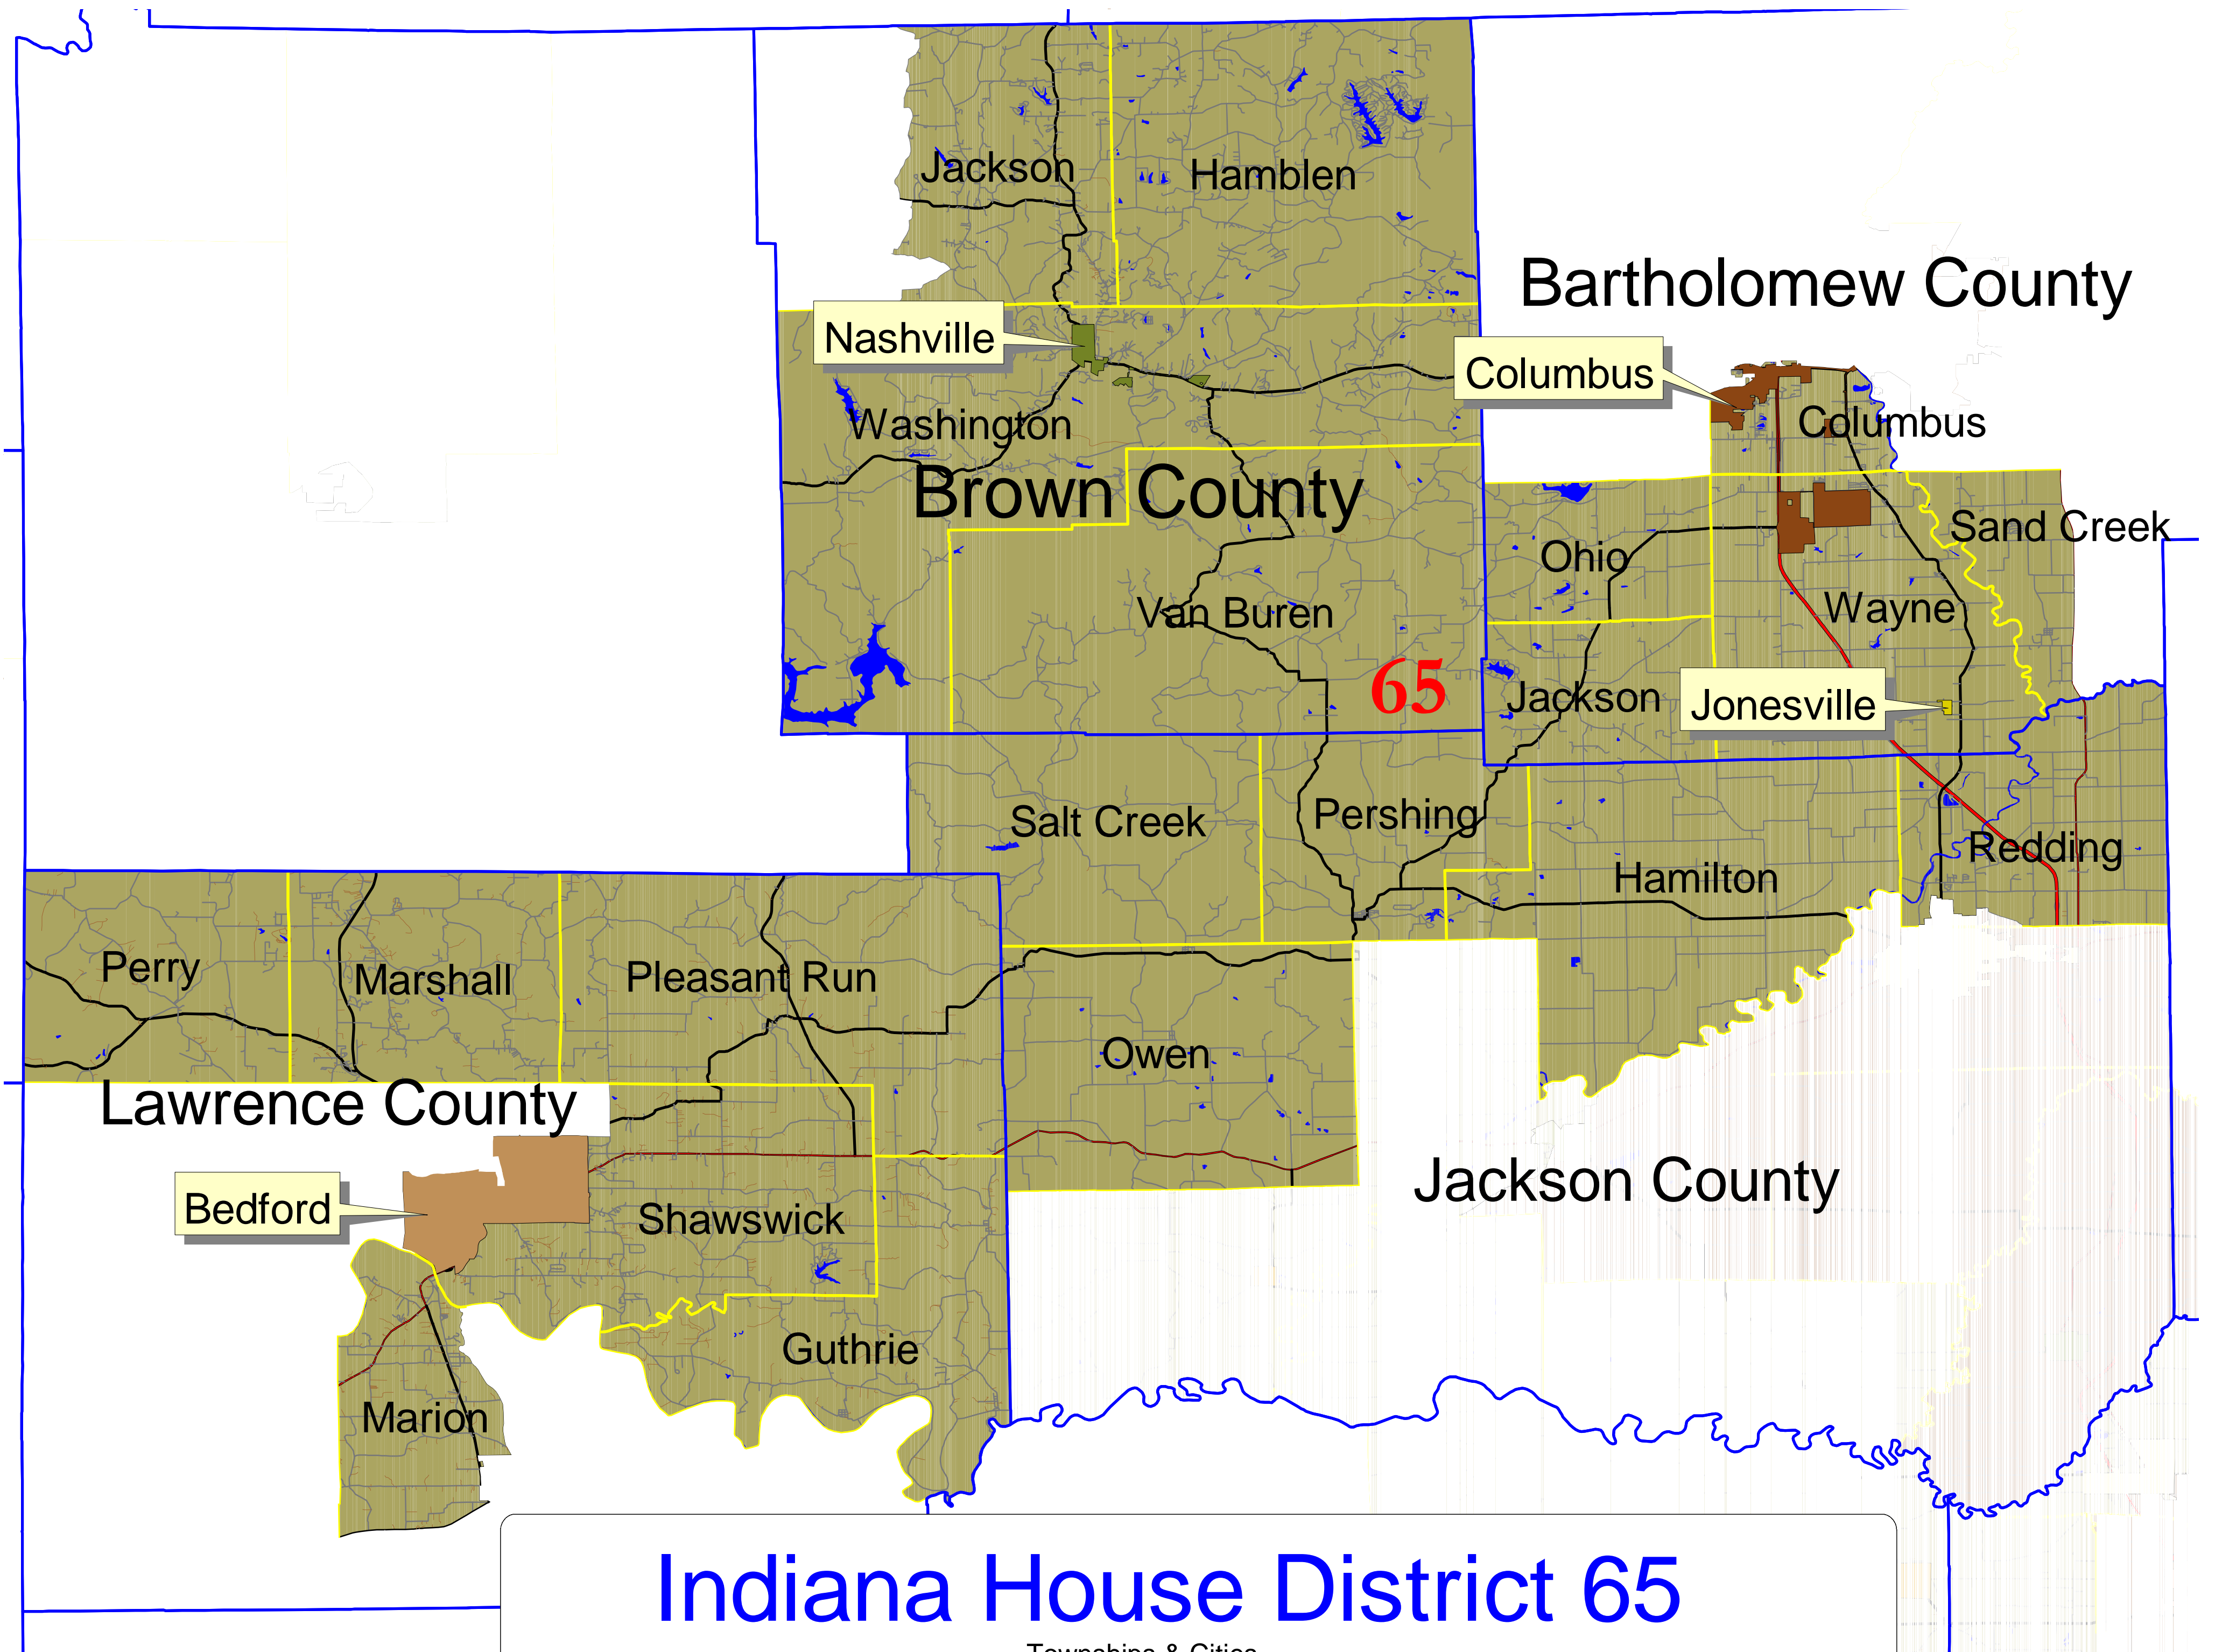 Jackson
Hamblen
Bartholomew County
Nashville
Columbus
Washington
Columbus
Brown County
Sand Creek
Ohio
Van Buren
Wayne
65
Jackson
Jonesville
Salt Creek
Pershing
Redding
Hamilton
Perry
Marshall
Pleasant Run
Owen
Lawrence County
Jackson County
Bedford
Shawswick
Guthrie
Marion
Indiana House District 65
Townships & Cities